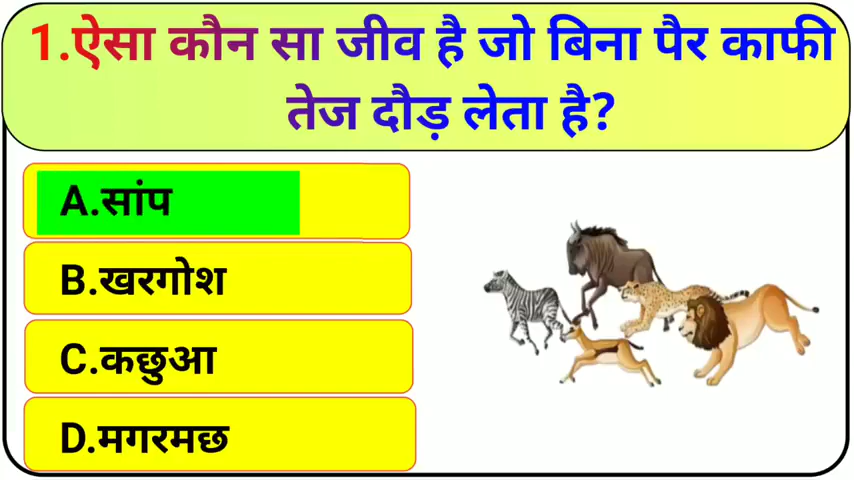 1.ऐसा कौन सा जीव है जो बिना पैर काफी
तेज दौड़ लेता है?
A.सांप
B.खरगोश
C.कछुआ
D.मगरमछ